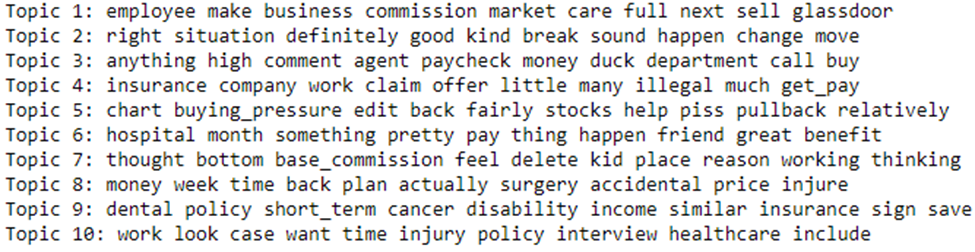 Topic 1: employee make business commission market care full next sell glassdoor
Topic 2: right situation definitely good kind break sound happen change move
Topic 3: anything high comment agent paycheck money duck department call buy
Topic 4: insurance company work claim offer little many illegal much get_pay
Topic 5: chart buying_pressure edit back fairly stocks help piss pullback relatively
Topic 6: hospital month something pretty pay thing happen friend great benefit
Topic 7: thought bottom base_commission feel delete kid place reason working thinking
Topic 8: money week time back plan actually surgery accidental price injure
Topic 9: dental policy short_term cancer disability income similar insurance sign save
Topic 10: work look case want time injury policy interview healthcare include